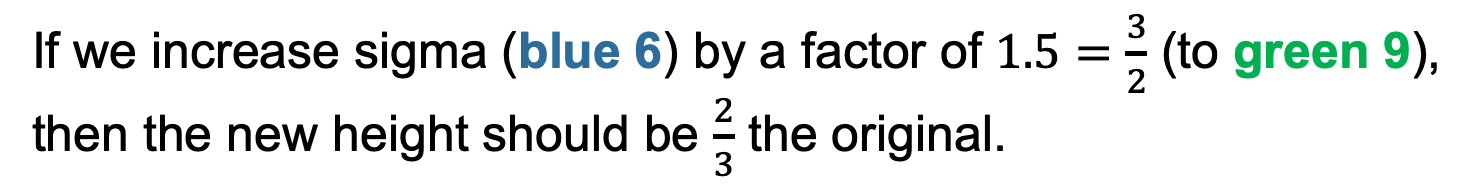 If we increase sigma (blue 6) by a factor of 1.5 = 3/2 (to green 9),
then the new height should be 2/3 the original.